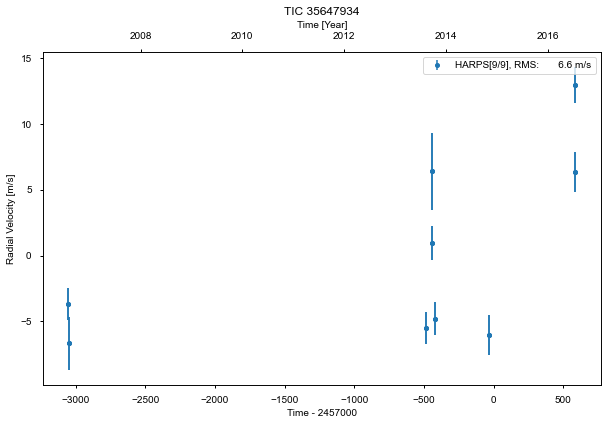 TIC 35647934
Time [Year]
2008 2010 2012 2014 2016
HARPS[9/9], RMS: 6.6 m/s
15
10
5
0
−5
Radial Velocity [m/s]
−3000 −2500 −2000 −1500 −1000 −500 0 500
Time - 2457000